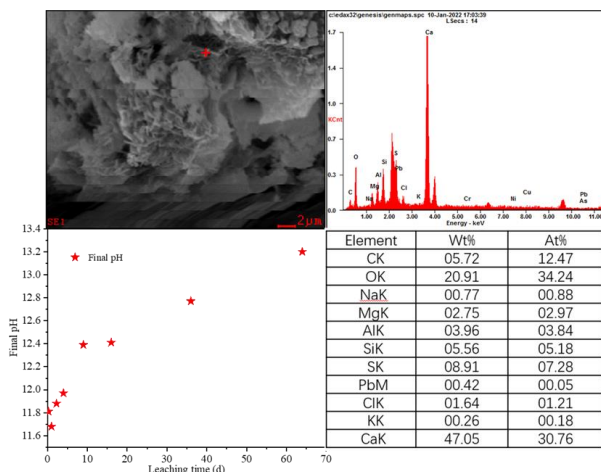 c:\edax32\genesis\genmaps.spc 10-Jan-2022 17:03:39
LSecs : 14
1.7
Ca
1.4
1.0
KCnt
0.7
0.3
0.0
O
C
Na
Mg
Al
Si
S
Pb
Cl
K
Cr
Ni
Cu
Pb
As
1.00
2.00
3.00
4.00
5.00
6.00
7.00
8.00
9.00
10.00
11.0
Energy - keV
SE1
2μm
13.4
13.2
13.0
12.8
12.6
12.4
12.2
12.0
11.8
11.6
Final pH
Final pH
0 10 20 30 40 50 60 70
Leaching time (d)
Element Wt% At%
CK 05.72 12.47
OK 20.91 34.24
NaK 00.77 00.88
MgK 02.75 02.97
AlK 03.96 03.84
SiK 05.56 05.18
SK 08.91 07.28
PbM 00.42 00.05
ClK 01.64 01.21
KK 00.26 00.18
CaK 47.05 30.76